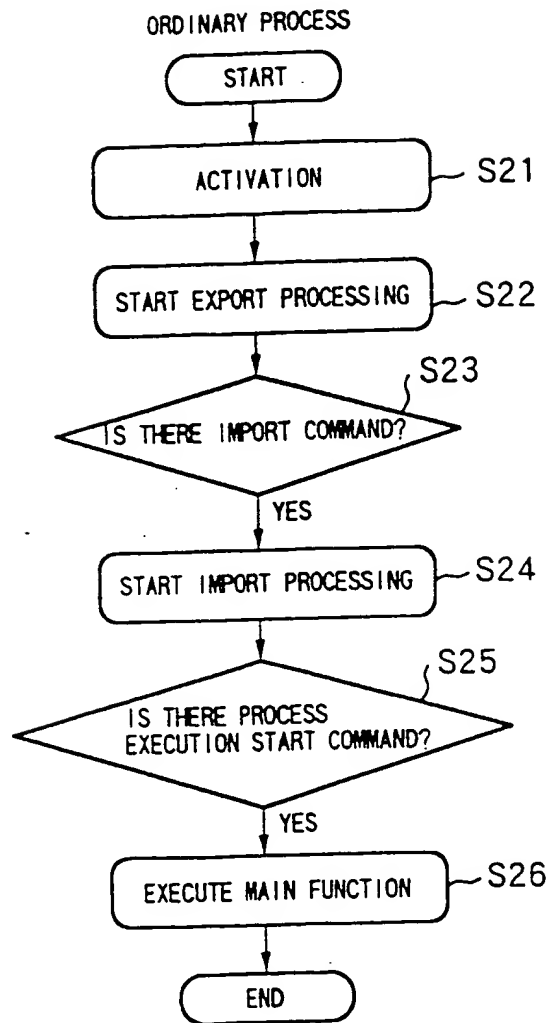 ORDINARY PROCESS
START
ACTIVATION
S21
START EXPORT PROCESSING
S22
S23
IS THERE IMPORT COMMAND?
YES
START IMPORT PROCESSING
S24
S25
IS THERE PROCESS
EXECUTION START COMMAND?
YES
EXECUTE MAIN FUNCTION
S26
END